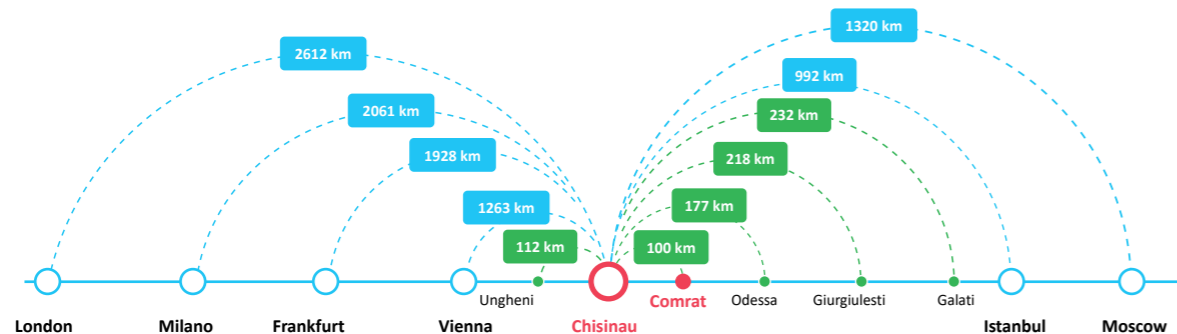 1320 km
2612 km
992 km
2061 km
232 km
1928 km
218 km
1263 km
177 km
112 km
100 km
Ungheni
Comrat
Odessa
Giurgiulesti
Galati
London
Milano
Frankfurt
Vienna
Chisinau
Istanbul
Moscow